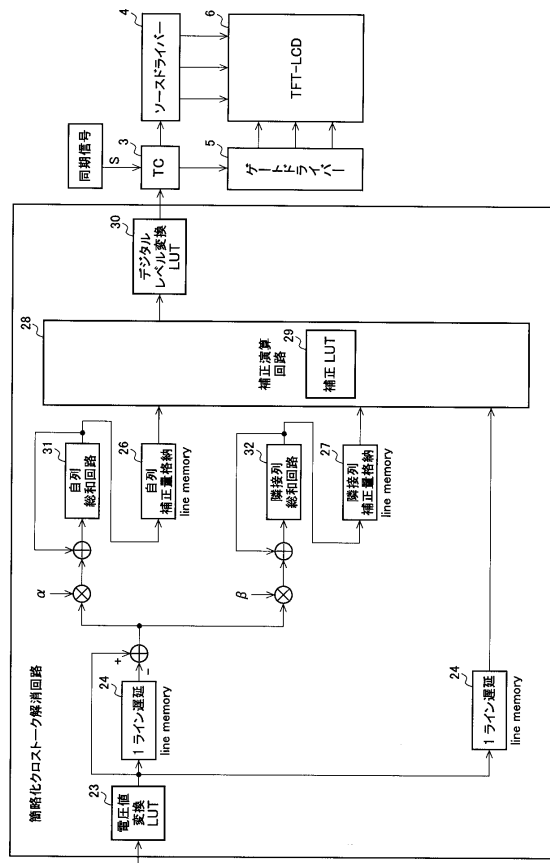 簡略化クロストーク解消回路
23
電圧値
変換
LUT
24
1ライン遅延
line memory
+
−
α
β
31
自列
総和回路
26
自列
補正量格納
line memory
32
隣接列
総和回路
27
隣接列
補正量格納
line memory
24
1ライン遅延
line memory
28
補正演算
回路
29
補正 LUT
30
デジタル
レベル変換
LUT
同期信号
S
3
TC
4
ソースドライバー
5
ゲートドライバー
6
TFT-LCD